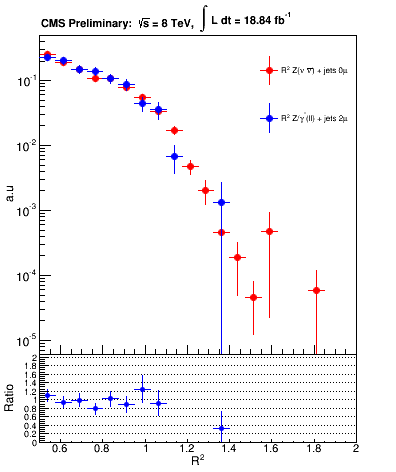 CMS Preliminary: √s = 8 TeV, ∫ L dt = 18.84 fb⁻¹
R² Z(ν ν̅) + jets 0μ
R² Z/γ*(ll) + jets 2μ
a.u
10⁻¹
10⁻²
10⁻³
10⁻⁴
10⁻⁵
Ratio
2
1.8
1.6
1.4
1.2
1
0.8
0.6
0.4
0.2
0
0.6 0.8 1 1.2 1.4 1.6 1.8 2
R²